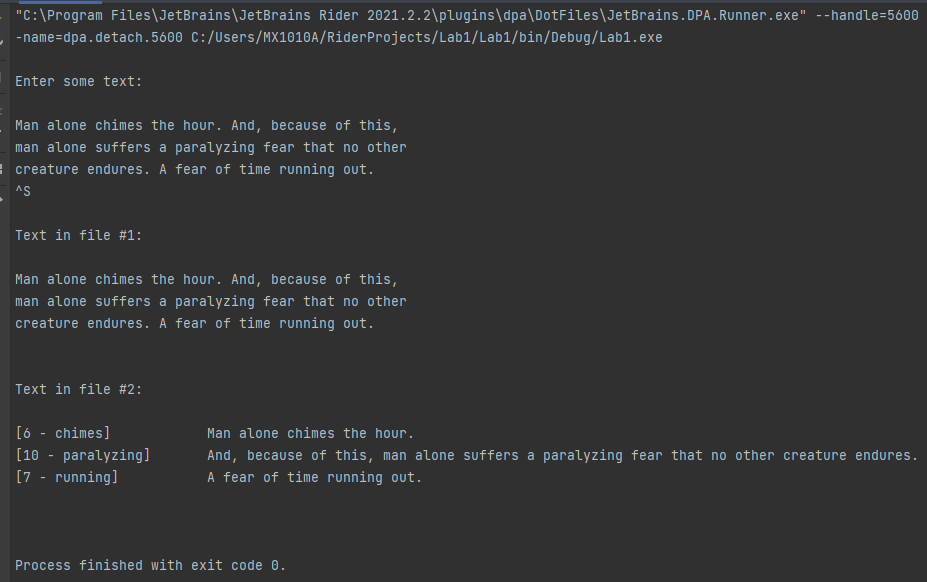 "C:\Program Files\JetBrains\JetBrains Rider 2021.2.2\plugins\dpa\DotFiles\JetBrains.DPA.Runner.exe" --handle=5600
-name=dpa.detach.5600 C:/Users/MX1010A/RiderProjects/Lab1/Lab1/bin/Debug/Lab1.exe
Enter some text:
Man alone chimes the hour. And, because of this,
man alone suffers a paralyzing fear that no other
creature endures. A fear of time running out.
^S
Text in file #1:
Man alone chimes the hour. And, because of this,
man alone suffers a paralyzing fear that no other
creature endures. A fear of time running out.
Text in file #2:
[6 - chimes] Man alone chimes the hour.
[10 - paralyzing] And, because of this, man alone suffers a paralyzing fear that no other creature endures.
[7 - running] A fear of time running out.
Process finished with exit code 0.